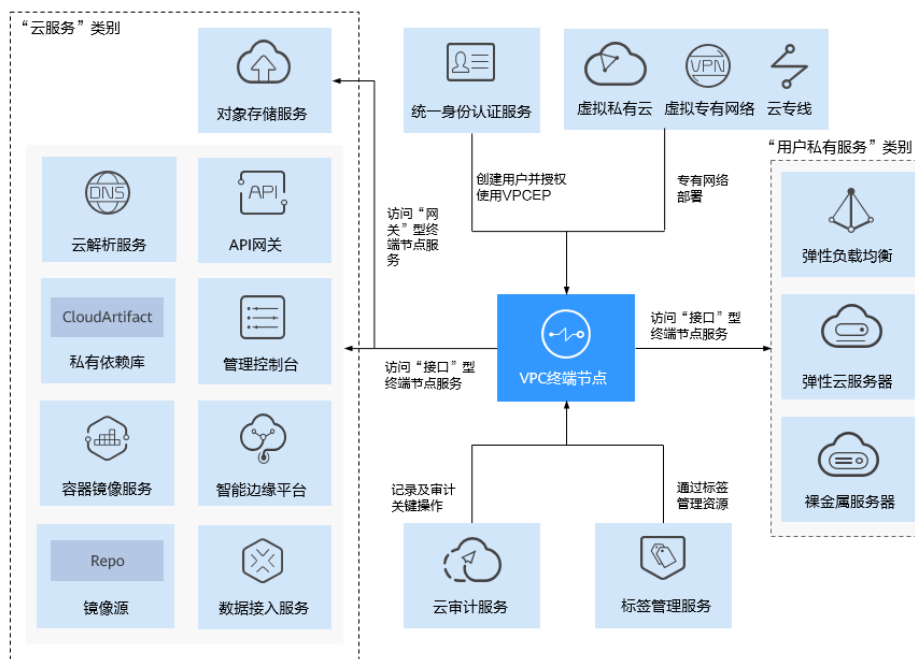 “云服务”类别
对象存储服务
DNS
云解析服务
API
API网关
CloudArtifact
私有依赖库
管理控制台
容器镜像服务
智能边缘平台
Repo
镜像源
数据接入服务
统一身份认证服务
虚拟私有云
VPN
虚拟专有网络
云专线
创建用户并授权
使用VPCEP
专有网络
部署
访问“网
关”型终
端节点服
务
访问“接口”型
终端节点服务
VPC终端节点
访问“接口”型
终端节点服务
记录及审计
关键操作
通过标签
管理资源
云审计服务
标签管理服务
“用户私有服务”类别
弹性负载均衡
弹性云服务器
裸金属服务器